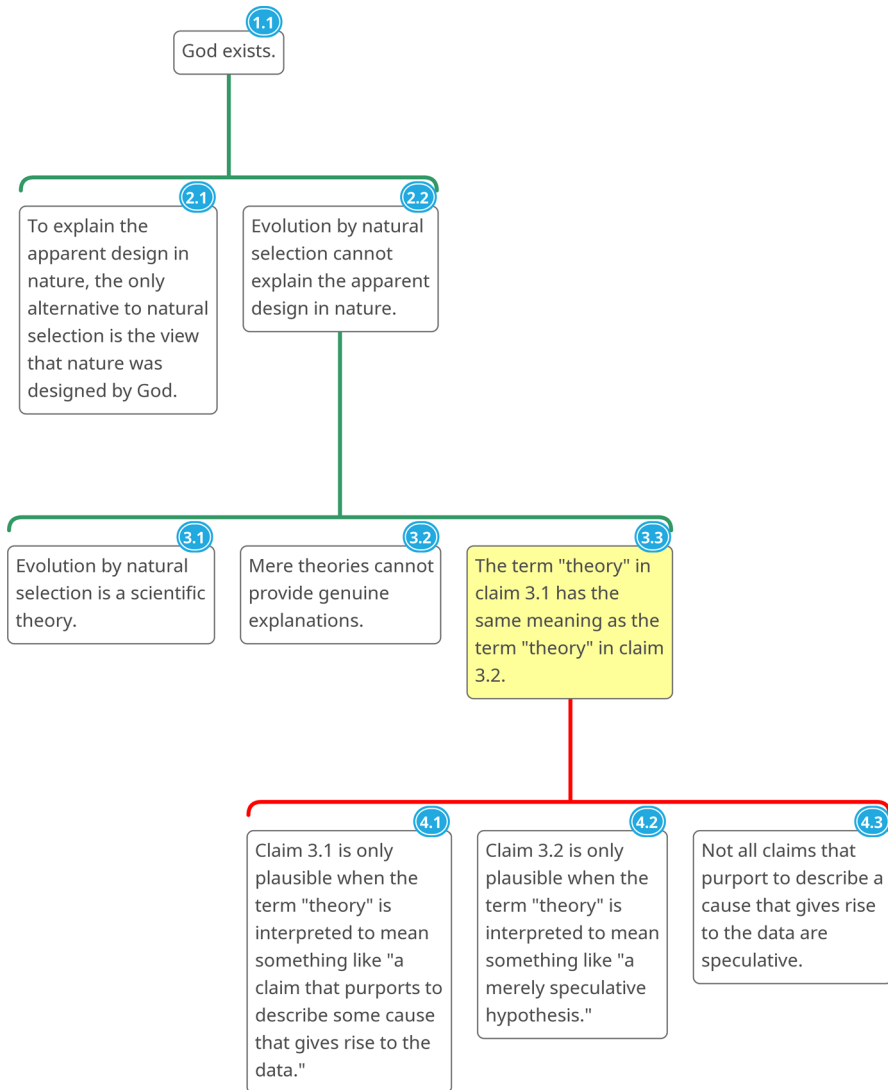 1.1
God exists.
2.1
To explain the
apparent design in
nature, the only
alternative to natural
selection is the view
that nature was
designed by God.
2.2
Evolution by natural
selection cannot
explain the apparent
design in nature.
3.1
Evolution by natural
selection is a scientific
theory.
3.2
Mere theories cannot
provide genuine
explanations.
3.3
The term "theory" in
claim 3.1 has the
same meaning as the
term "theory" in claim
3.2.
4.1
Claim 3.1 is only
plausible when the
term "theory" is
interpreted to mean
something like "a
claim that purports to
describe some cause
that gives rise to the
data."
4.2
Claim 3.2 is only
plausible when the
term "theory" is
interpreted to mean
something like "a
merely speculative
hypothesis."
4.3
Not all claims that
purport to describe a
cause that gives rise
to the data are
speculative.